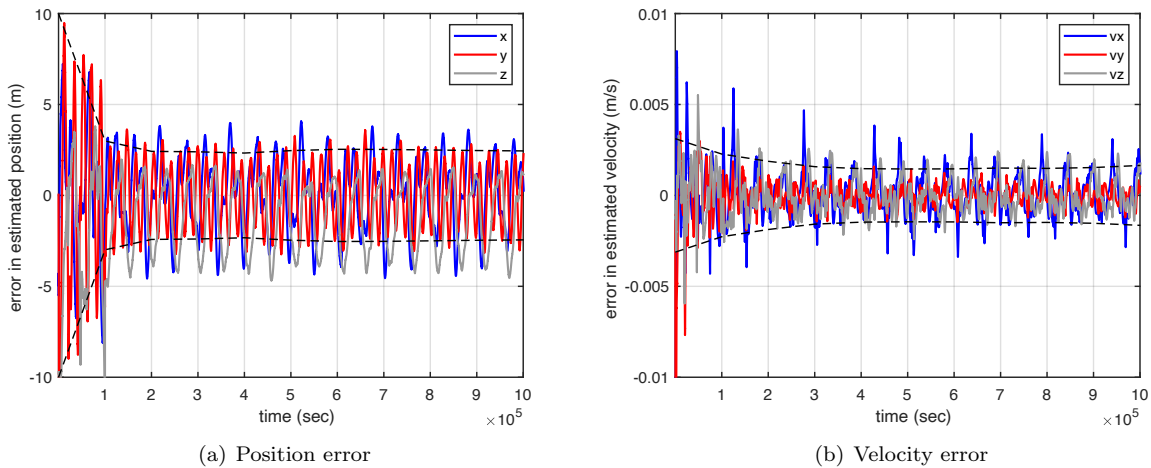 10
5
0
-5
-10
error in estimated position (m)
x
y
z
1 2 3 4 5 6 7 8 9 10
time (sec)
×10^5
(a) Position error
0.01
0.005
0
-0.005
-0.01
error in estimated velocity (m/s)
vx
vy
vz
1 2 3 4 5 6 7 8 9 10
time (sec)
×10^5
(b) Velocity error